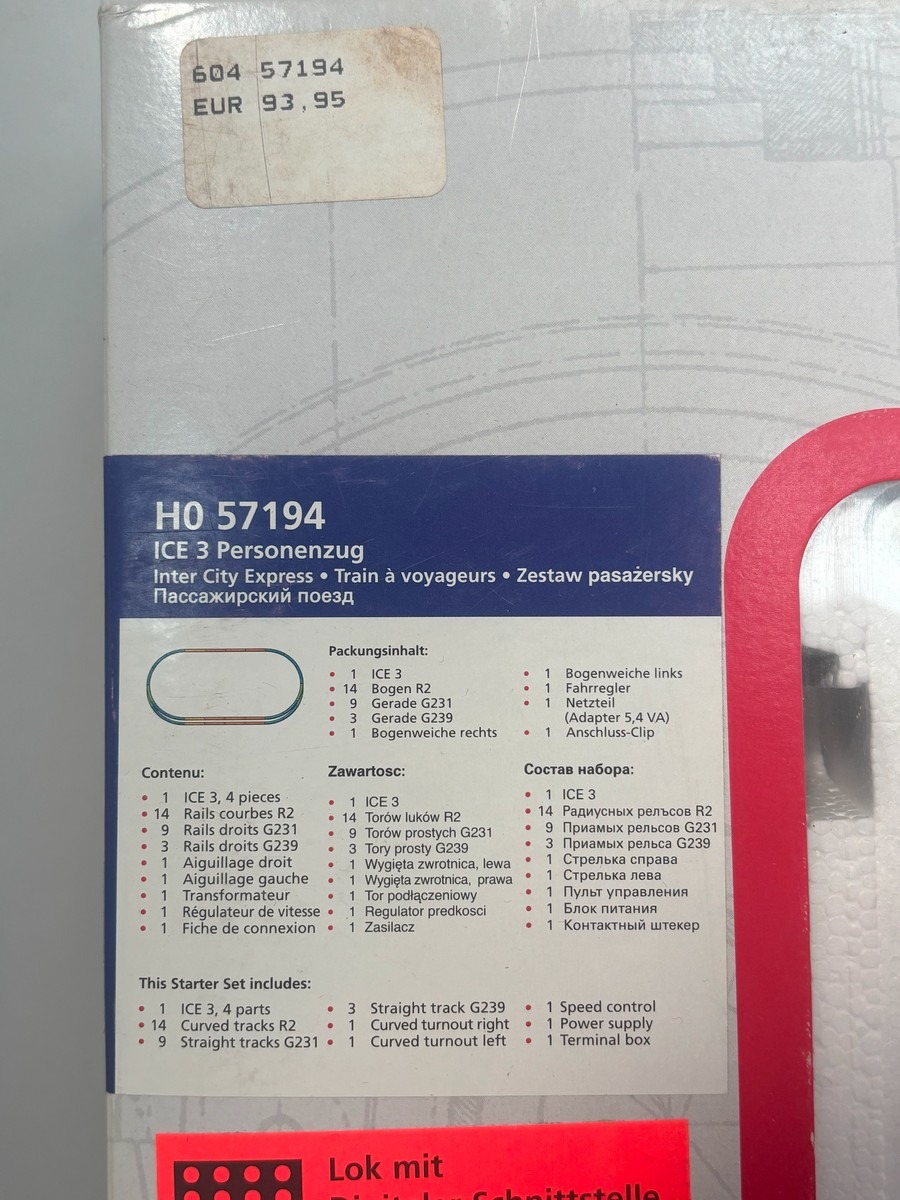 604 57194
EUR 93,95
H0 57194
ICE 3 Personenzug
Inter City Express • Train à voyageurs • Zestaw pasażersky
Пассажирский поезд
Packungsinhalt:
• 1 ICE 3
• 14 Bogen R2
• 9 Gerade G231
• 3 Gerade G239
• 1 Bogenweiche rechts
• 1 Bogenweiche links
• 1 Fahrregler
• 1 Netzteil
(Adapter 5,4 VA)
• 1 Anschluss-Clip
Contenu:
• 1 ICE 3, 4 pieces
• 14 Rails courbes R2
• 9 Rails droits G231
• 3 Rails droits G239
• 1 Aiguillage droit
• 1 Aiguillage gauche
• 1 Transformateur
• 1 Régulateur de vitesse
• 1 Fiche de connexion
Zawartosc:
• 1 ICE 3
• 14 Torów luków R2
• 9 Torów prostych G231
• 3 Tory prosty G239
• 1 Wygięta zwrotnica, lewa
• 1 Wygięta zwrotnica, prawa
• 1 Tor podłączeniowy
• 1 Regulator predkosci
• 1 Zasilacz
Состав набора:
• 1 ICE 3
• 14 Радиусных релъсов R2
• 9 Приамых рельсов G231
• 3 Приамых рельса G239
• 1 Стрелька справа
• 1 Стрелька лева
• 1 Пульт управления
• 1 Блок питания
• 1 Контактный штекер
This Starter Set includes:
• 1 ICE 3, 4 parts
• 14 Curved tracks R2
• 9 Straight tracks G231
• 3 Straight track G239
• 1 Curved turnout right
• 1 Curved turnout left
• 1 Speed control
• 1 Power supply
• 1 Terminal box
Lok mit
Digitaler Schnittstelle